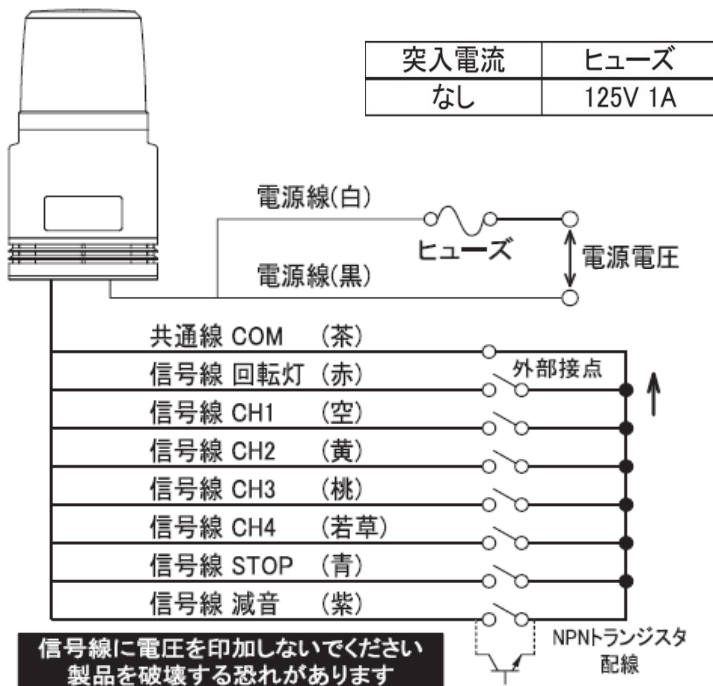 突入電流 ヒューズ
なし 125V 1A
電源線(白)
ヒューズ
電源電圧
電源線(黒)
共通線 COM (茶)
外部接点
信号線 回転灯 (赤)
信号線 CH1 (空)
信号線 CH2 (黄)
信号線 CH3 (桃)
信号線 CH4 (若草)
信号線 STOP (青)
信号線 減音 (紫)
NPNトランジスタ
配線
信号線に電圧を印加しないでください
製品を破壊する恐れがあります